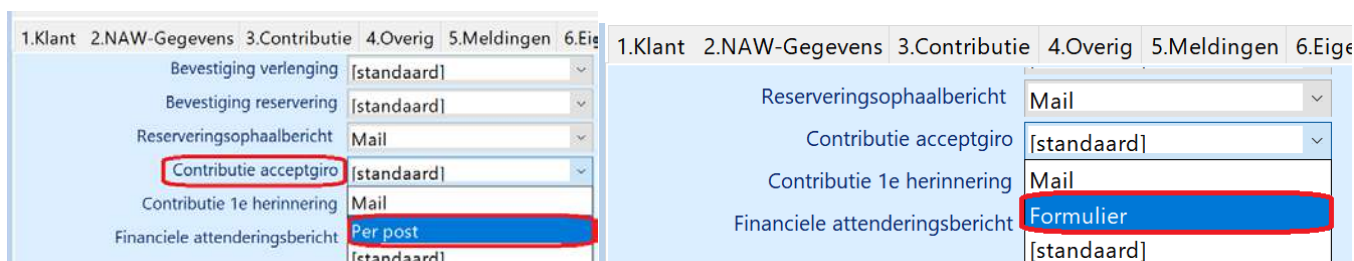 1.Klant 2.NAW-Gegevens 3.Contributie 4.Overig 5.Meldingen 6.Eig
Bevestiging verlenging [standaard]
Bevestiging reservering [standaard]
Reserveringsophaalbericht Mail
Contributie acceptgiro [standaard]
Contributie 1e herinnering Mail
Financiele attenderingsbericht Per post
[standaard]
1.Klant 2.NAW-Gegevens 3.Contributie 4.Overig 5.Meldingen 6.Eige
Reserveringsophaalbericht Mail
Contributie acceptgiro [standaard]
Contributie 1e herinnering Mail
Financiele attenderingsbericht Formulier
[standaard]